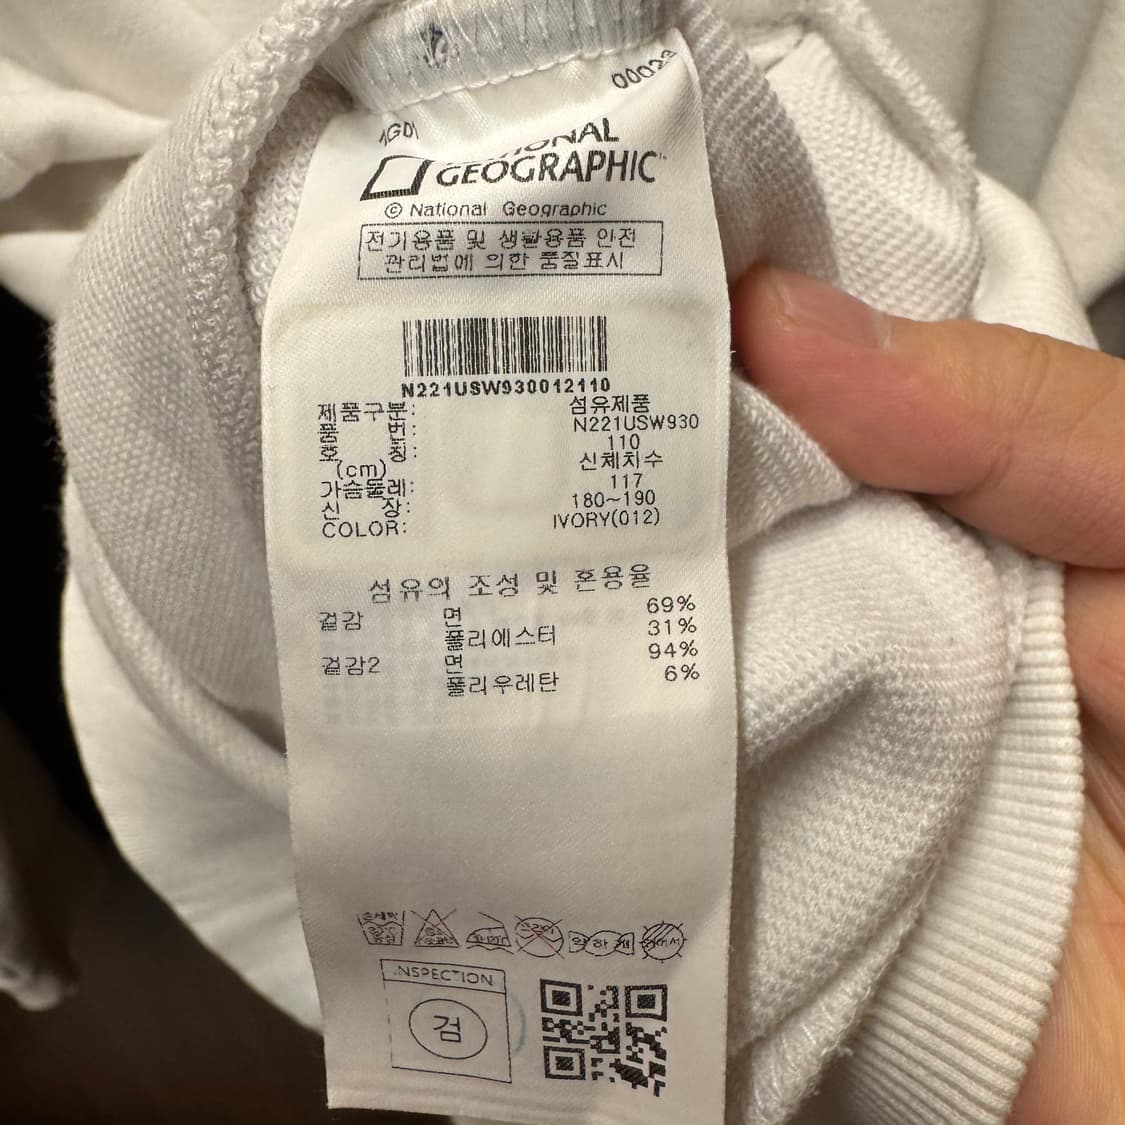 GEOGRAPHIC
© National Geographic
전기용품 및 생활용품 안전
관리법에 의한 품질표시
N221USW930012110
제품구분: 섬유제품
품 번: N221USW930
호 칭: 110
(cm) 신체치수
가슴둘레: 117
신 장: 180~190
COLOR: IVORY(012)
섬유의 조성 및 혼용율
겉감 면 69%
폴리에스터 31%
겉감2 면 94%
폴리우레탄 6%
약하게
INSPECTION
검